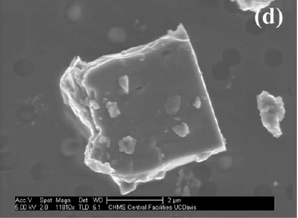 (d)
Acc.V Spot Magn Det WD 2 μm
5.00 kV 2.0 11810x TLD 5.1 CHMS Central Facilities UCDavis